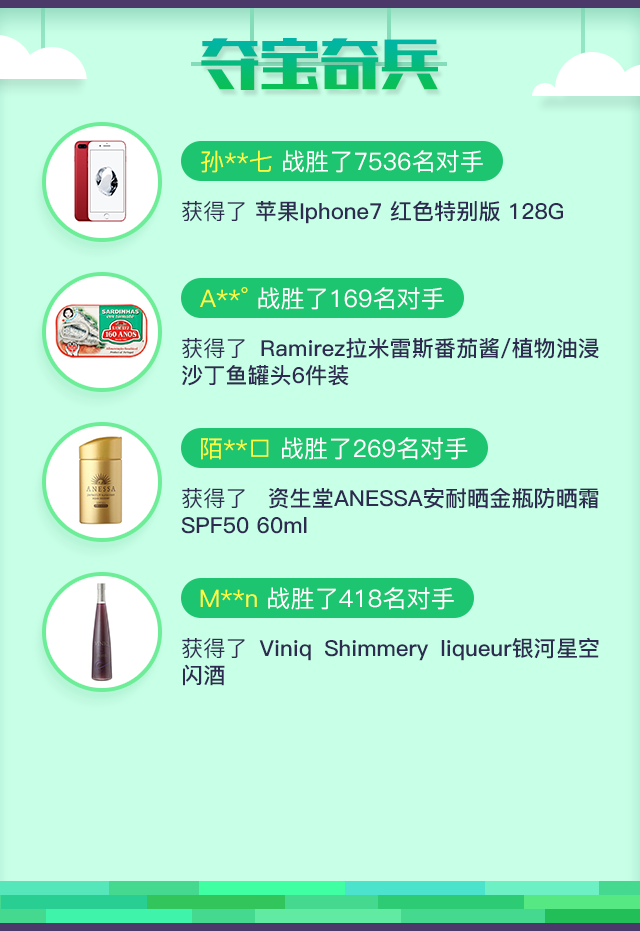 夺宝奇兵
孙**七 战胜了7536名对手
获得了 苹果Iphone7 红色特别版 128G
A**° 战胜了169名对手
SARDINHAS
160 ANOS
获得了 Ramirez拉米雷斯番茄酱/植物油浸
沙丁鱼罐头6件装
陌**口 战胜了269名对手
ANESSA
获得了 资生堂ANESSA安耐晒金瓶防晒霜
SPF50 60ml
M**n 战胜了418名对手
获得了 Viniq Shimmery liqueur银河星空
闪酒